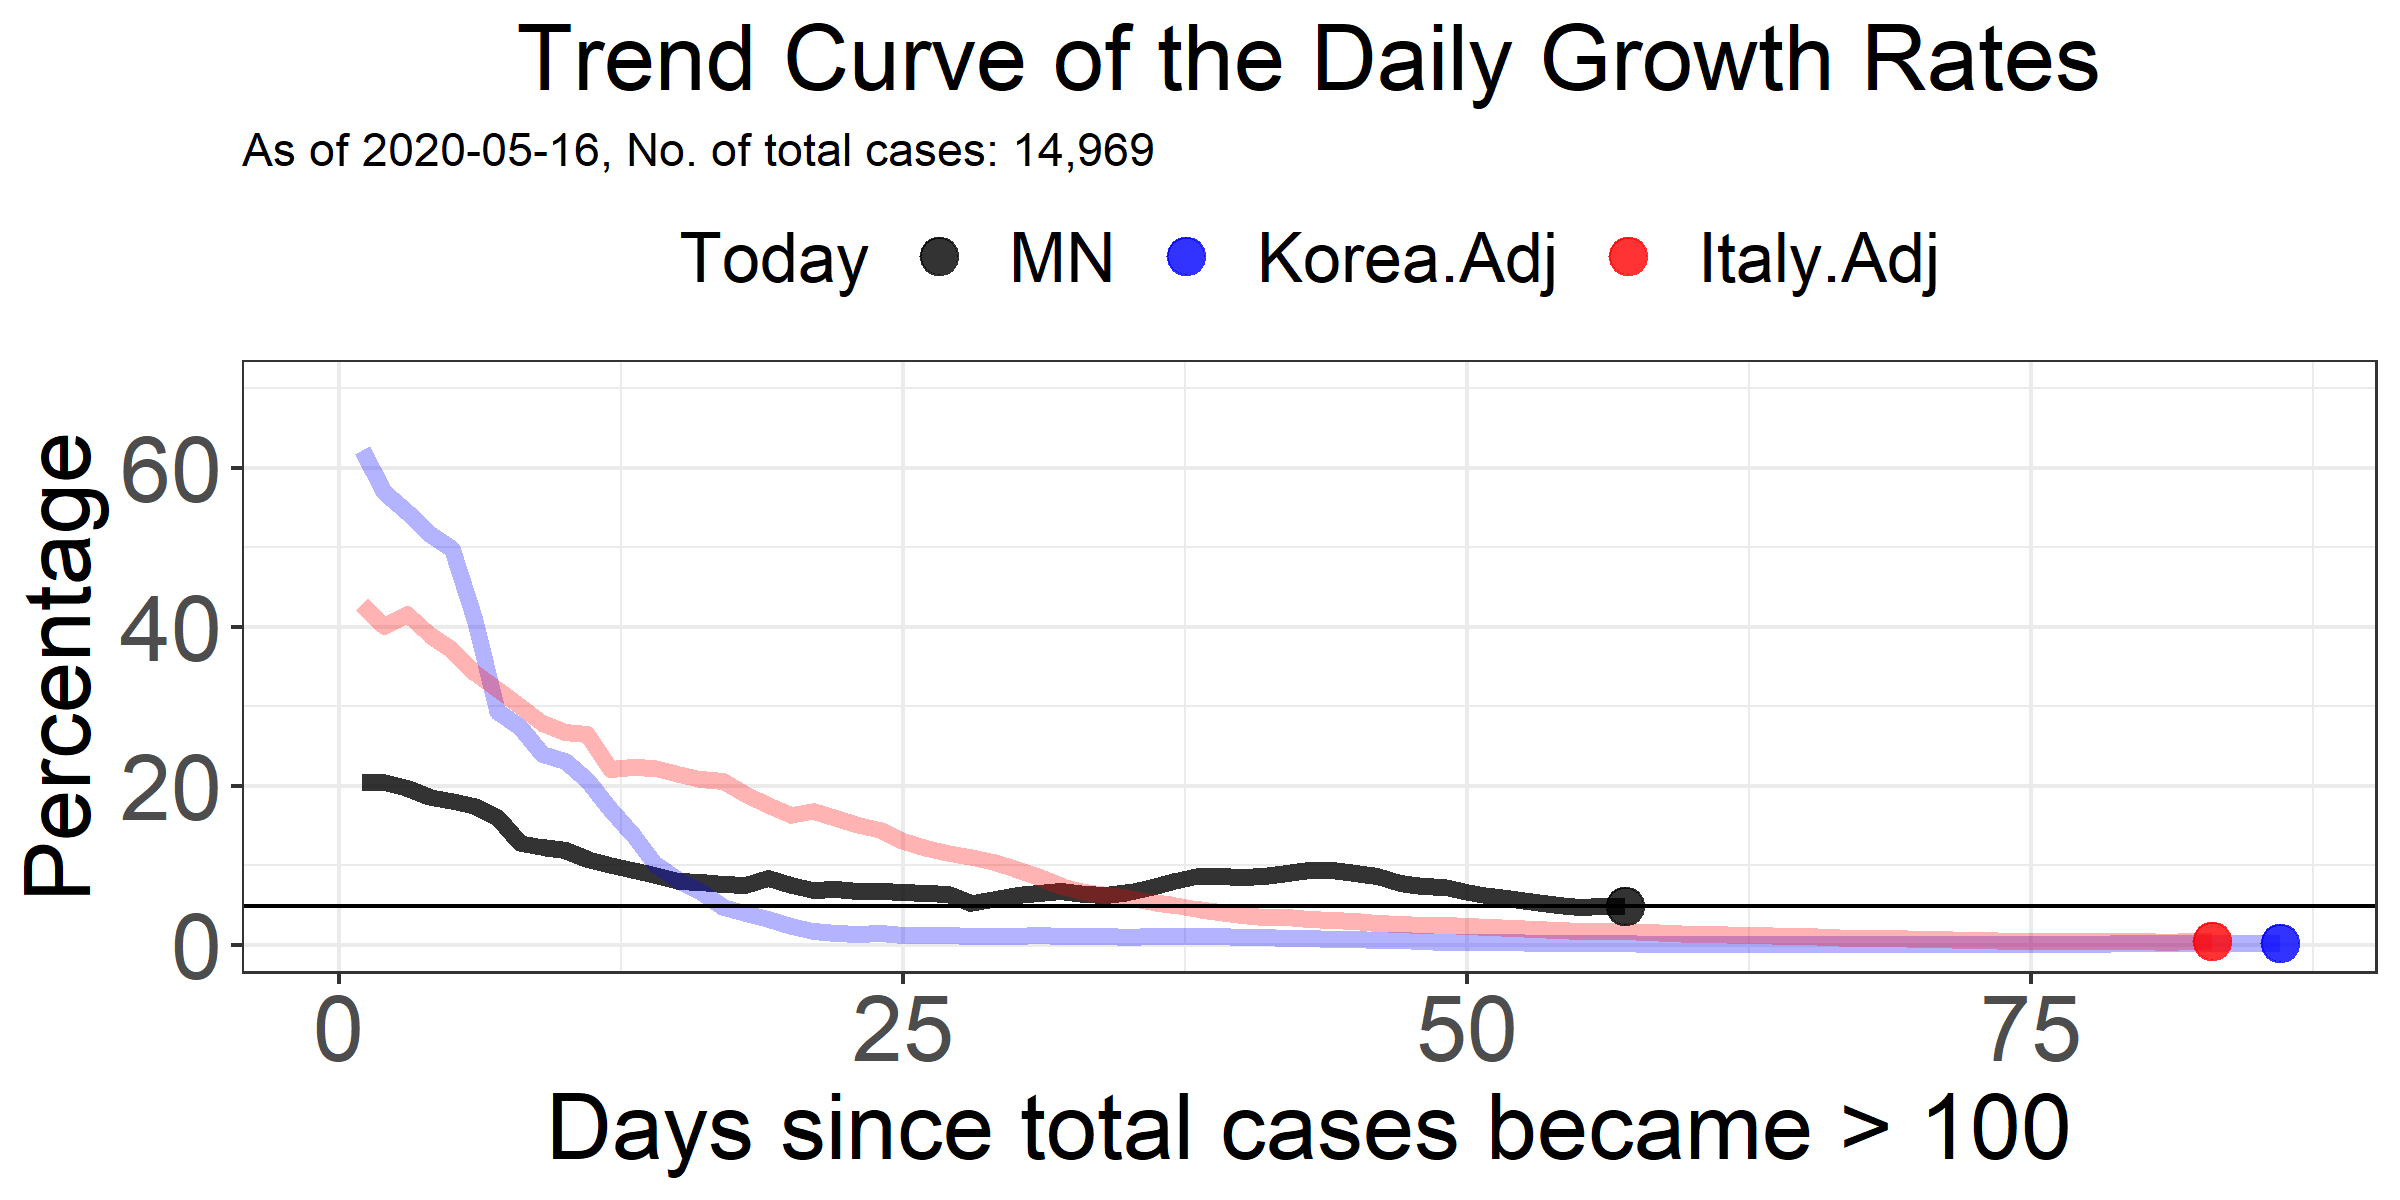 Trend Curve of the Daily Growth Rates
As of 2020-05-16, No. of total cases: 14,969
Today MN Korea.Adj Italy.Adj
Percentage
60
40
20
0
0 25 50 75
Days since total cases became > 100